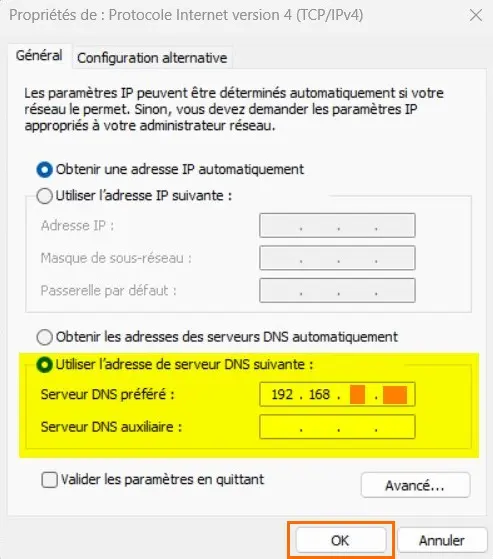 Propriétés de : Protocole Internet version 4 (TCP/IPv4)
Général
Configuration alternative
Les paramètres IP peuvent être déterminés automatiquement si votre
réseau le permet. Sinon, vous devez demander les paramètres IP
appropriés à votre administrateur réseau.
Obtenir une adresse IP automatiquement
Utiliser l’adresse IP suivante :
Adresse IP : . . .
Masque de sous-réseau : . . .
Passerelle par défaut : . . .
Obtenir les adresses des serveurs DNS automatiquement
Utiliser l’adresse de serveur DNS suivante :
Serveur DNS préféré : 192 . 168 . .
Serveur DNS auxiliaire : . . .
Valider les paramètres en quittant
Avancé...
OK
Annuler